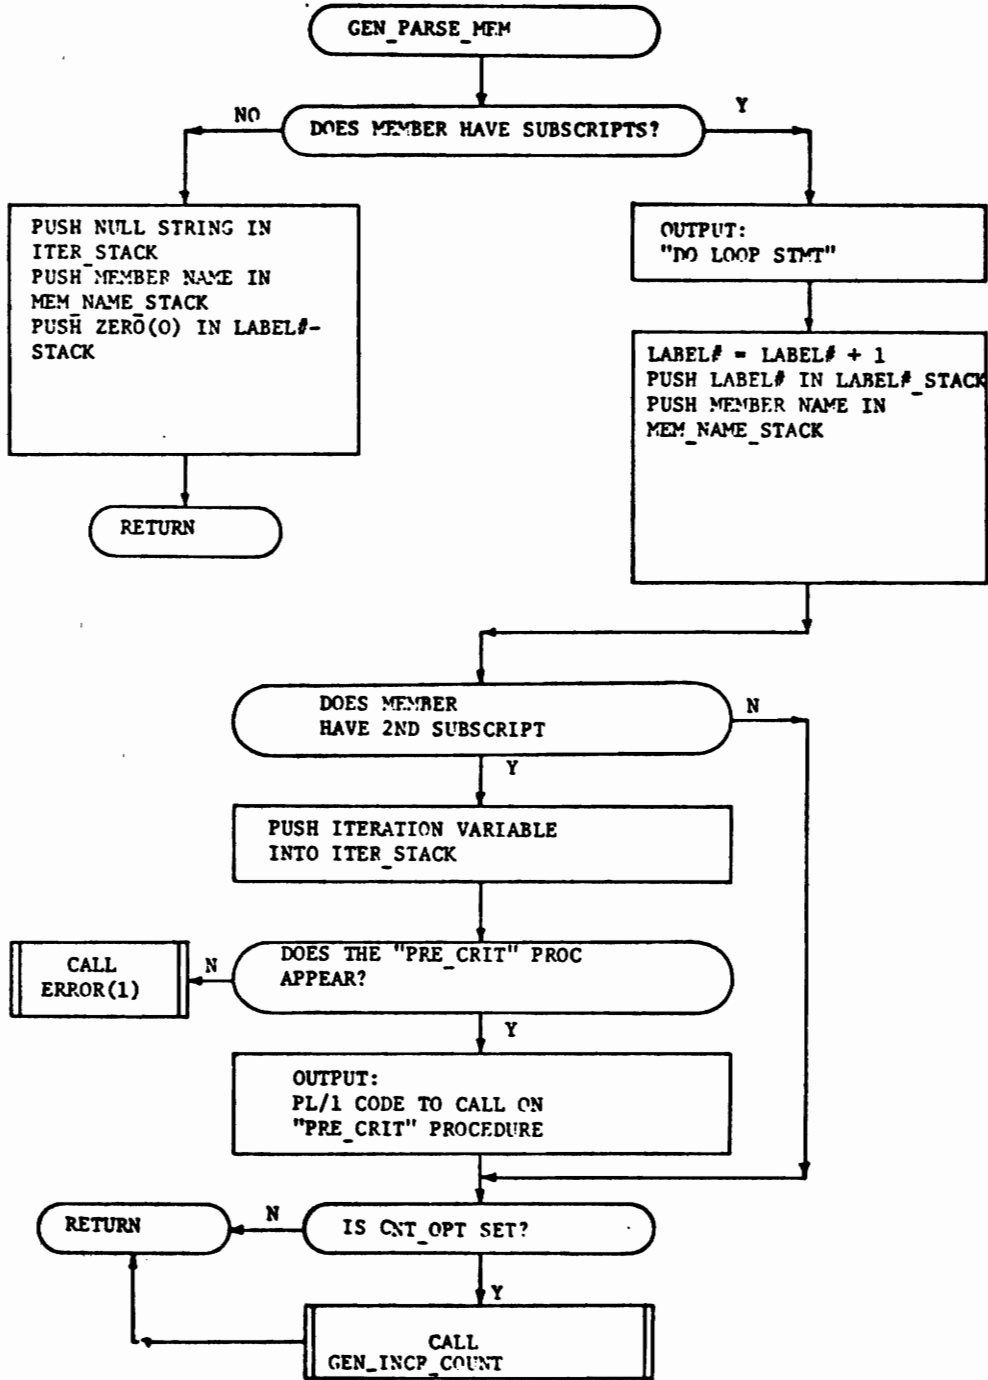 GEN_PARSE_MEM
NO
Y
DOES MEMBER HAVE SUBSCRIPTS?
PUSH NULL STRING IN
ITER_STACK
PUSH MEMBER NAME IN
MEM_NAME_STACK
PUSH ZERO(0) IN LABEL#-
STACK
OUTPUT:
"DO LOOP STMT"
LABEL# = LABEL# + 1
PUSH LABEL# IN LABEL#_STACK
PUSH MEMBER NAME IN
MEM_NAME_STACK
RETURN
DOES MEMBER
HAVE 2ND SUBSCRIPT
N
Y
PUSH ITERATION VARIABLE
INTO ITER_STACK
CALL
ERROR(1)
N
DOES THE "PRE_CRIT" PROC
APPEAR?
Y
OUTPUT:
PL/1 CODE TO CALL ON
"PRE_CRIT" PROCEDURE
RETURN
N
IS CNT_OPT SET?
Y
CALL
GEN_INCP_COUNT